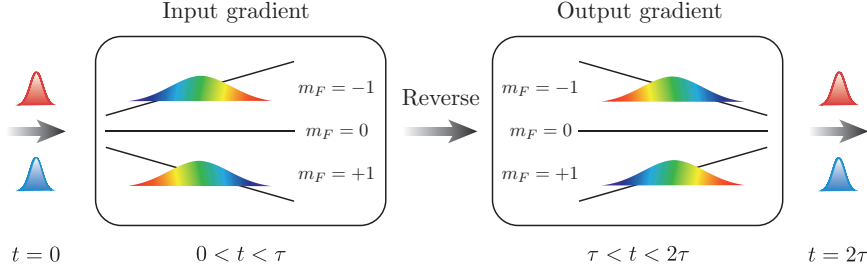 Input gradient
Output gradient
m_F = −1
m_F = 0
m_F = +1
Reverse
m_F = −1
m_F = 0
m_F = +1
t = 0
0 < t < τ
τ < t < 2τ
t = 2τ